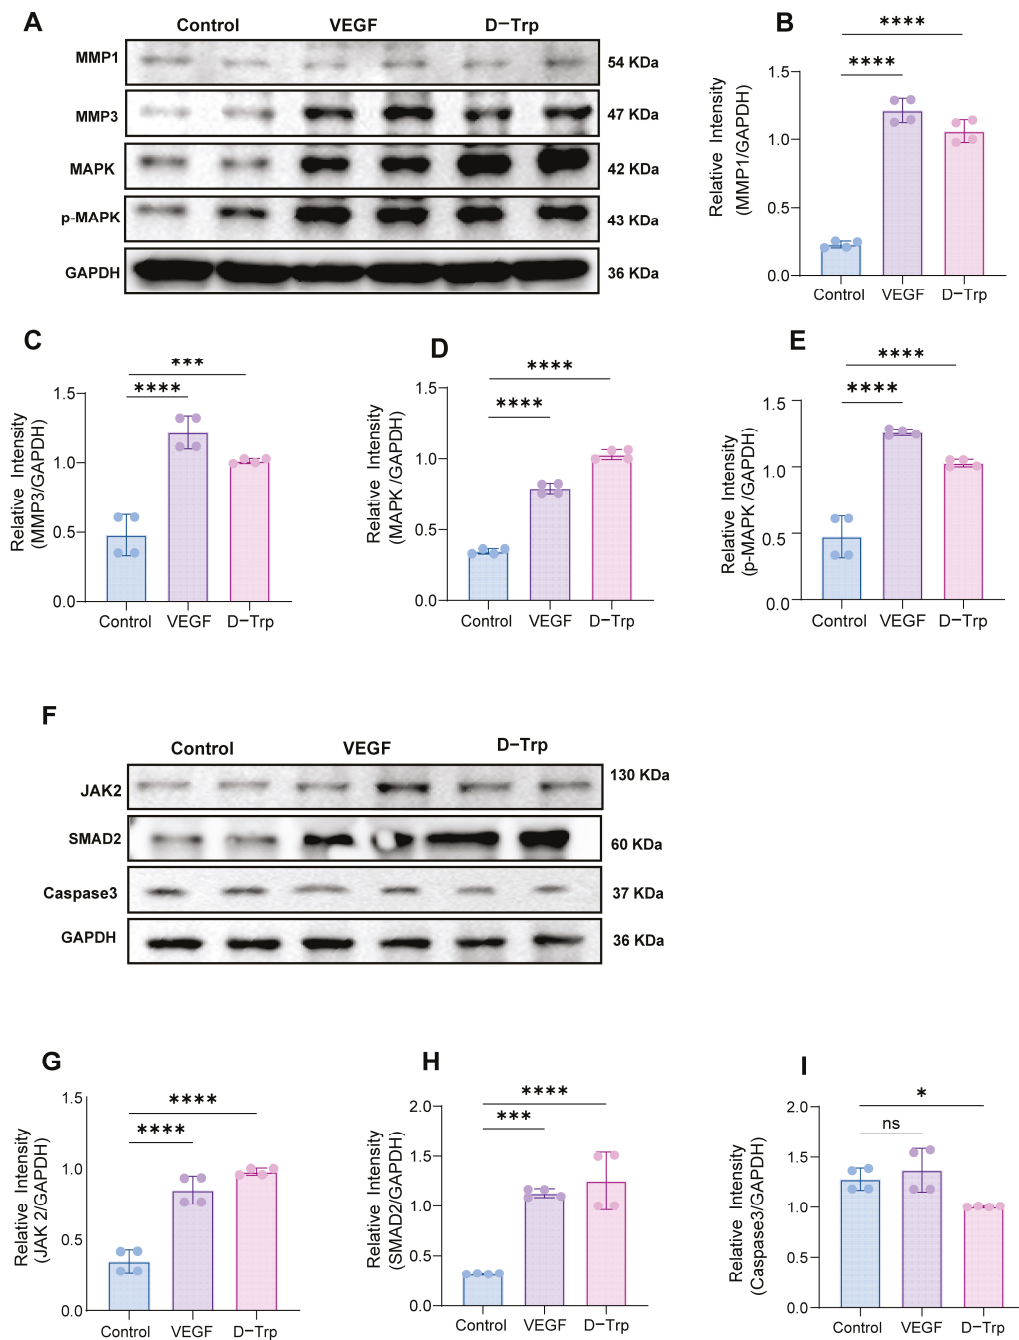 A
Control VEGF D-Trp
MMP1 54 KDa
MMP3 47 KDa
MAPK 42 KDa
p-MAPK 43 KDa
GAPDH 36 KDa
B
****
****
Relative Intensity
(MMP1/GAPDH)
1.5
1.0
0.5
0.0
Control VEGF D-Trp
C
***
****
Relative Intensity
(MMP3/GAPDH)
1.5
1.0
0.5
0.0
Control VEGF D-Trp
D
****
****
Relative Intensity
(MAPK /GAPDH)
1.5
1.0
0.5
0.0
Control VEGF D-Trp
E
****
****
Relative Intensity
(p-MAPK /GAPDH)
1.5
1.0
0.5
0.0
Control VEGF D-Trp
F
Control VEGF D-Trp
JAK2 130 KDa
SMAD2 60 KDa
Caspase3 37 KDa
GAPDH 36 KDa
G
****
****
Relative Intensity
(JAK 2/GAPDH)
1.5
1.0
0.5
0.0
Control VEGF D-Trp
H
****
***
Relative Intensity
(SMAD2/GAPDH)
2.0
1.5
1.0
0.5
0.0
Control VEGF D-Trp
I
*
ns
Relative Intensity
(Caspase3/GAPDH)
2.0
1.5
1.0
0.5
0.0
Control VEGF D-Trp